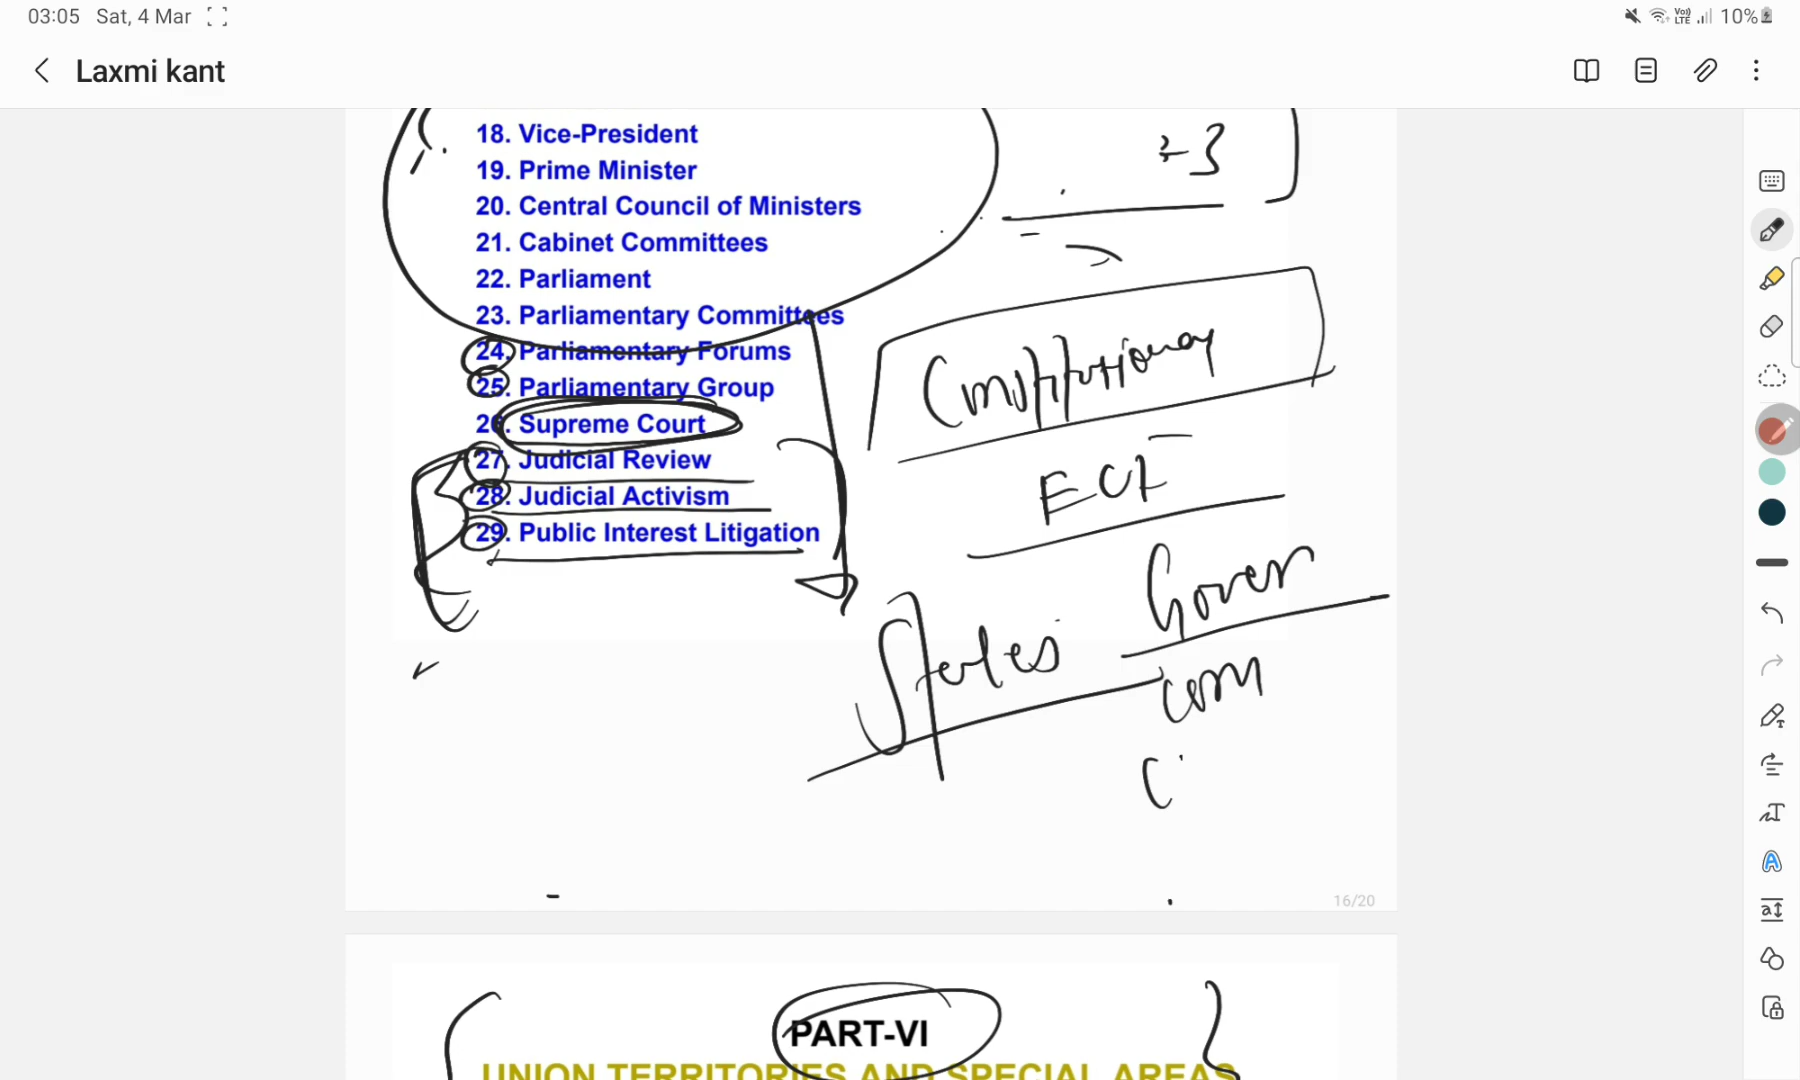 03:05 Sat, 4 Mar
10%
Laxmi kant
18. Vice-President
19. Prime Minister
20. Central Council of Ministers
21. Cabinet Committees
22. Parliament
23. Parliamentary Committees
24. Parliamentary Forums
25. Parliamentary Group
26. Supreme Court
27. Judicial Review
28. Judicial Activism
29. Public Interest Litigation
ECI
States
Gover
com
16/20
PART-VI
UNION TERRITORIES AND SPECIAL AREAS